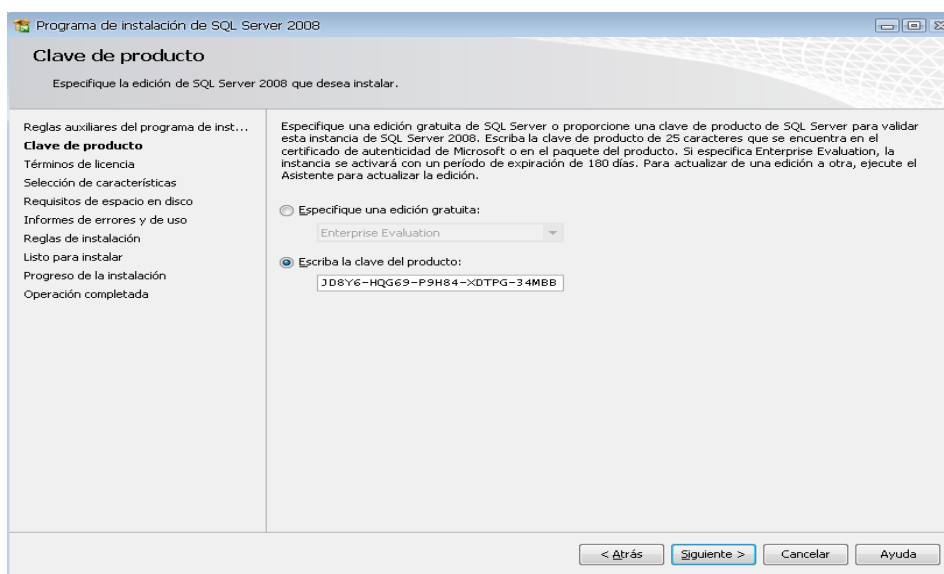 Programa de instalación de SQL Server 2008
Clave de producto
Especifique la edición de SQL Server 2008 que desea instalar.
Reglas auxiliares del programa de inst...
Clave de producto
Términos de licencia
Selección de características
Requisitos de espacio en disco
Informes de errores y de uso
Reglas de instalación
Listo para instalar
Progreso de la instalación
Operación completada
Especifique una edición gratuita de SQL Server o proporcione una clave de producto de SQL Server para validar
esta instancia de SQL Server 2008. Escriba la clave de producto de 25 caracteres que se encuentra en el
certificado de autenticidad de Microsoft o en el paquete del producto. Si especifica Enterprise Evaluation, la
instancia se activará con un período de expiración de 180 días. Para actualizar de una edición a otra, ejecute el
Asistente para actualizar la edición.
Especifique una edición gratuita:
Enterprise Evaluation
Escriba la clave del producto:
JD8Y6-HQG69-P9H84-XDTPG-34MBB
< Atrás
Siguiente >
Cancelar
Ayuda